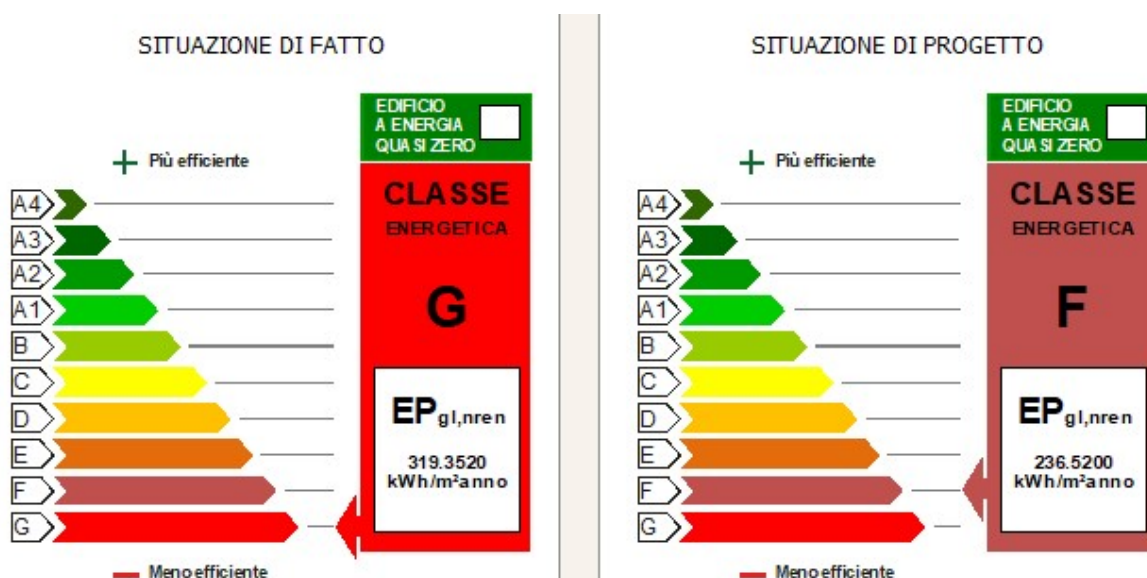 SITUAZIONE DI FATTO
EDIFICIO
A ENERGIA
QUASI ZERO
Più efficiente
CLASSE
ENERGETICA
G
A4
A3
A2
A1
B
C
D
E
F
G
EPgl,nren
319.3520
kWh/m²anno
Meno efficiente
SITUAZIONE DI PROGETTO
EDIFICIO
A ENERGIA
QUASI ZERO
Più efficiente
CLASSE
ENERGETICA
F
A4
A3
A2
A1
B
C
D
E
F
G
EPgl,nren
236.5200
kWh/m²anno
Meno efficiente